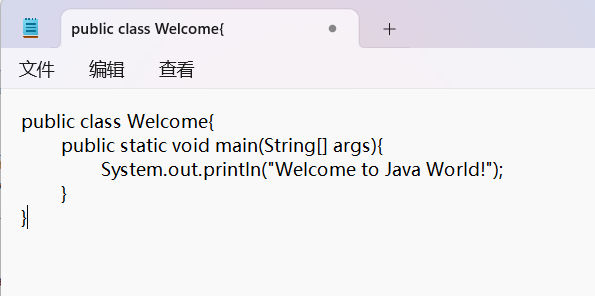 public class Welcome{
文件 编辑 查看
public class Welcome{
public static void main(String[] args){
System.out.println("Welcome to Java World!");
}
}